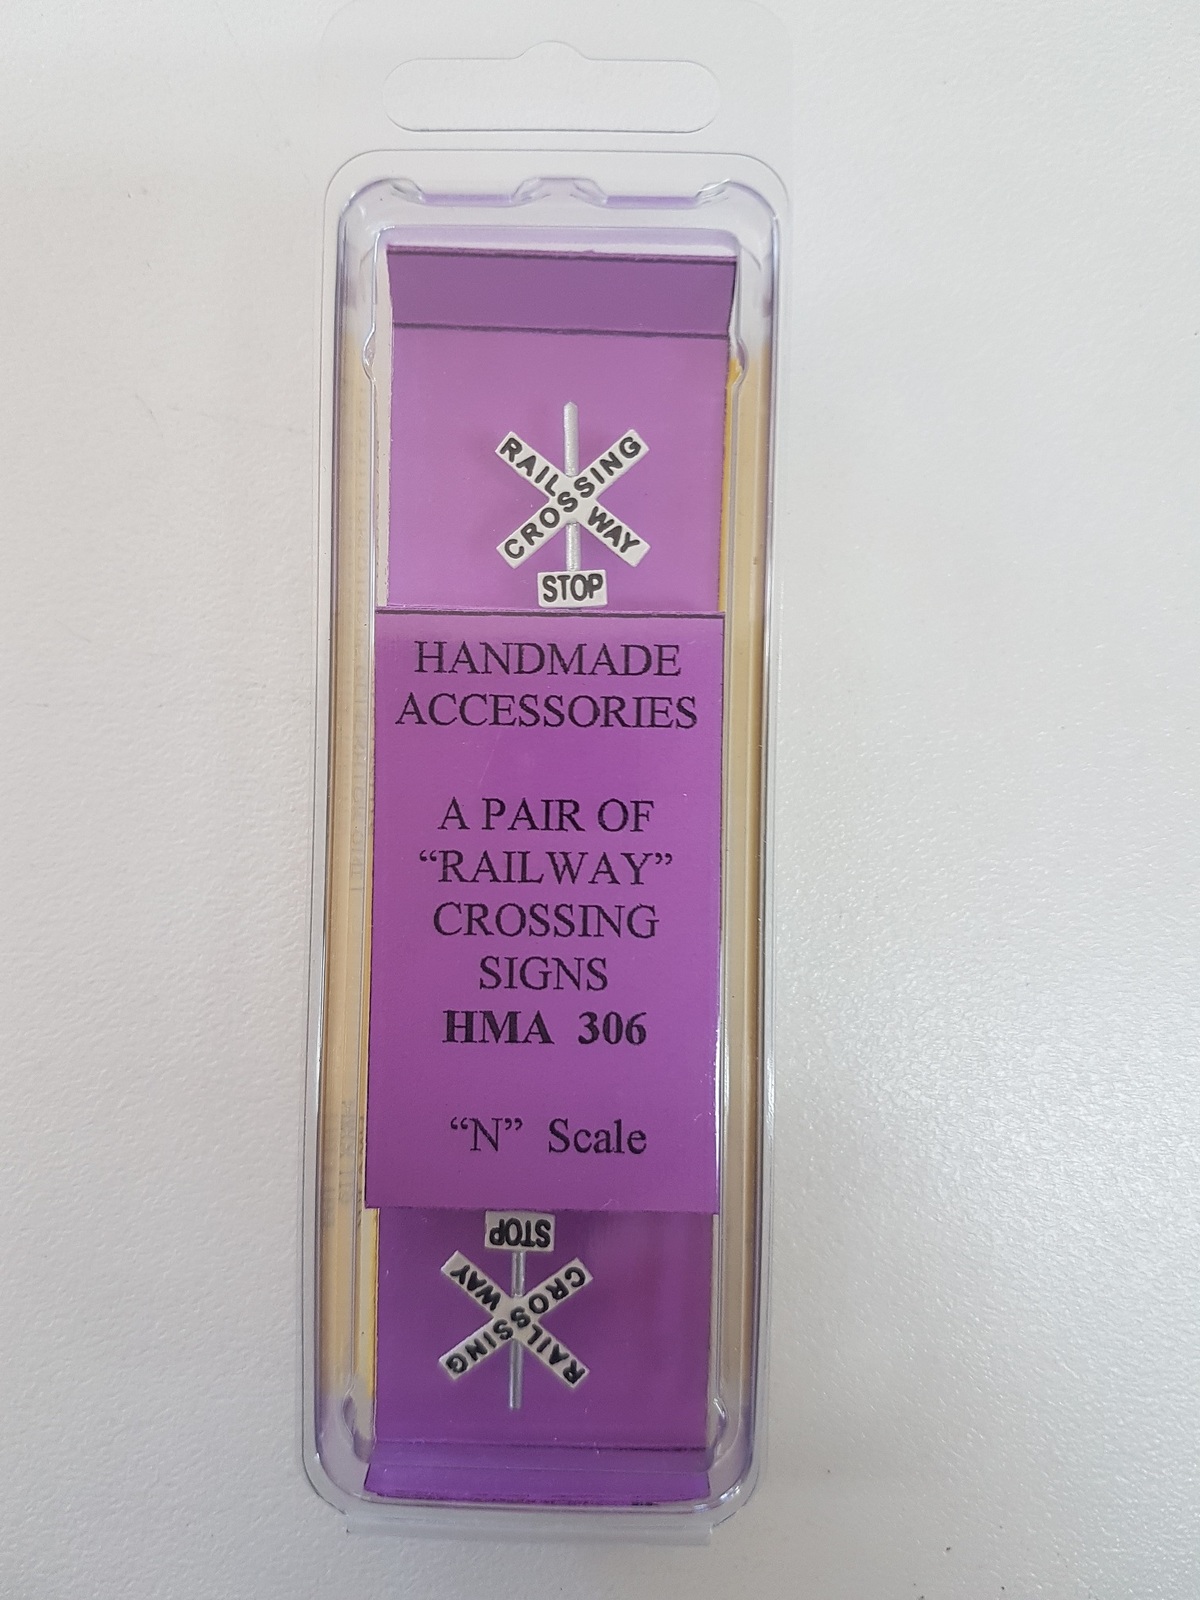 RAILWAY
CROSSING
STOP
HANDMADE
ACCESSORIES
A PAIR OF
“RAILWAY”
CROSSING
SIGNS
HMA 306
“N” Scale
STOP
RAILWAY
CROSSING